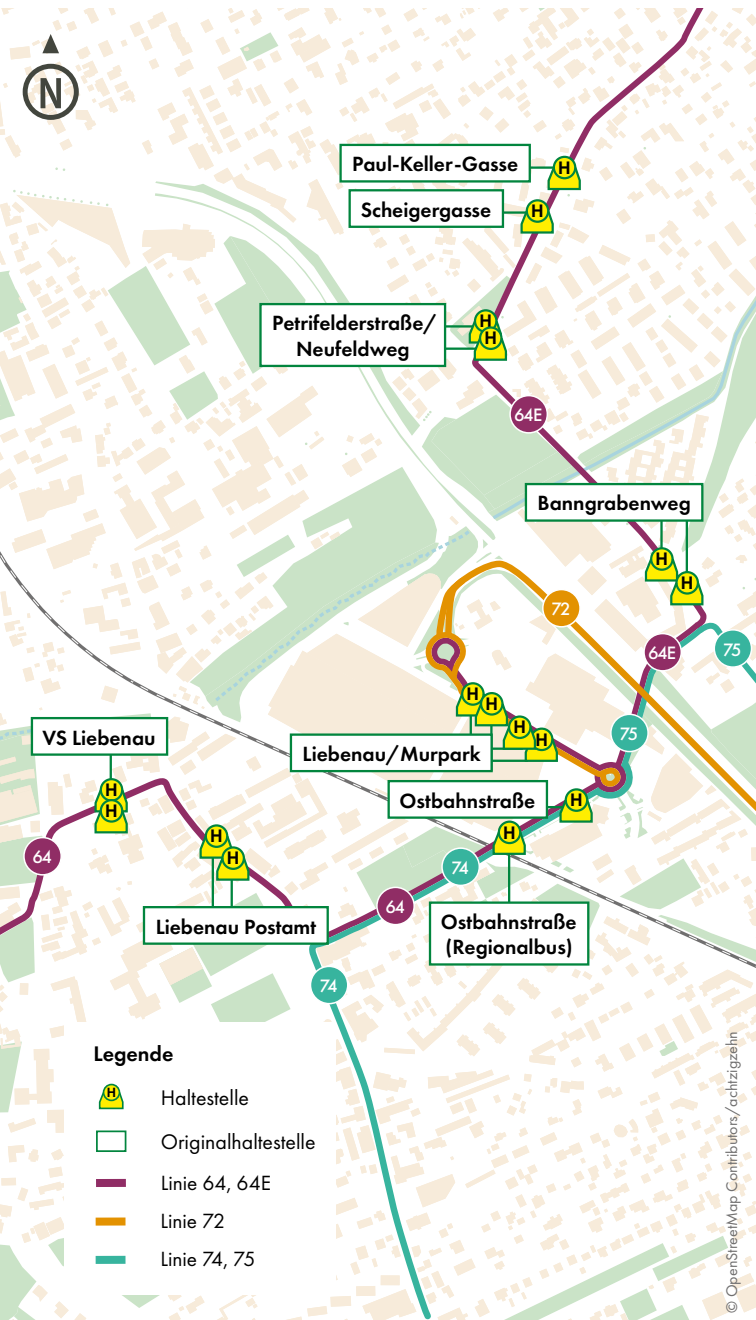 N
Paul-Keller-Gasse
H
Scheigergasse
H
Petrifelderstraße/
Neufeldweg
H
H
64E
Banngrabenweg
H
H
72
64E
75
75
H
H
H
H
Liebenau/Murpark
VS Liebenau
H
H
Ostbahnstraße
H
H
H
H
64
74
64
Liebenau Postamt
Ostbahnstraße
(Regionalbus)
74
Legende
H
Haltestelle
Originalhaltestelle
Linie 64, 64E
Linie 72
Linie 74, 75
© OpenStreetMap Contributors/achtzigzehn